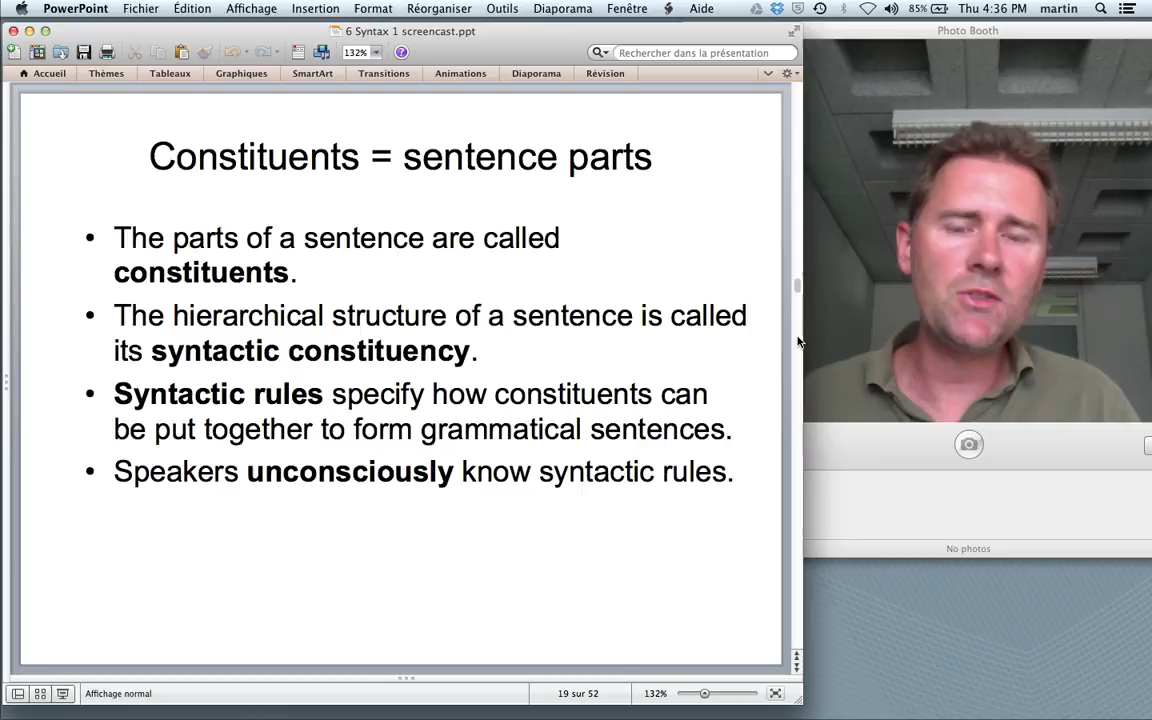 PowerPoint Fichier Édition Affichage Insertion Format Réorganiser Outils Diaporama Fenêtre Aide 85% Thu 4:36 PM martin
6 Syntax 1 screencast.ppt
Photo Booth
132% Rechercher dans la présentation
Accueil Thèmes Tableaux Graphiques SmartArt Transitions Animations Diaporama Révision
Constituents = sentence parts
• The parts of a sentence are called
constituents.
• The hierarchical structure of a sentence is called
its syntactic constituency.
• Syntactic rules specify how constituents can
be put together to form grammatical sentences.
• Speakers unconsciously know syntactic rules.
No photos
Affichage normal 19 sur 52 132%